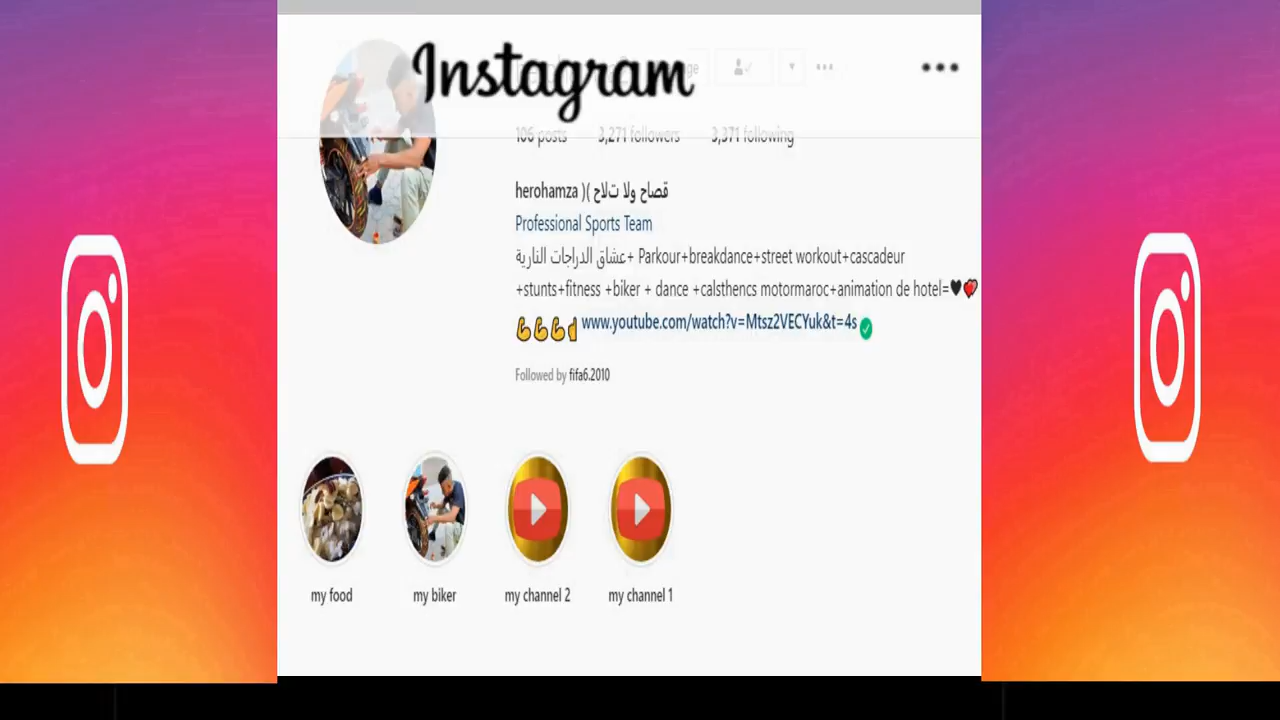 Instagram
106 posts 3,271 followers 3,371 following
herohamza )( قصاح ولا تلاح
Professional Sports Team
عشاق الدراجات النارية+ Parkour+breakdance+street workout+cascadeur
+stunts+fitness +biker + dance +calsthencs motormaroc+animation de hotel=♥💘
💪💪💪☝www.youtube.com/watch?v=Mtsz2VECYuk&t=4s✅
Followed by fifa6.2010
my food my biker my channel 2 my channel 1